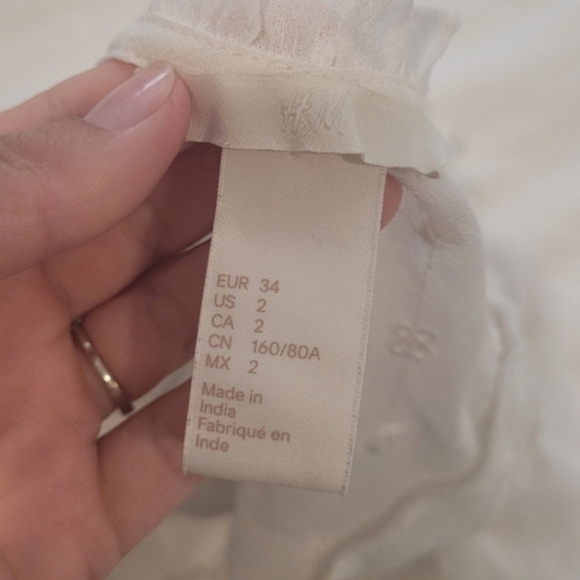 H&M
EUR 34
US 2
CA 2
CN 160/80A
MX 2
Made in
India
Fabriqué en
Inde